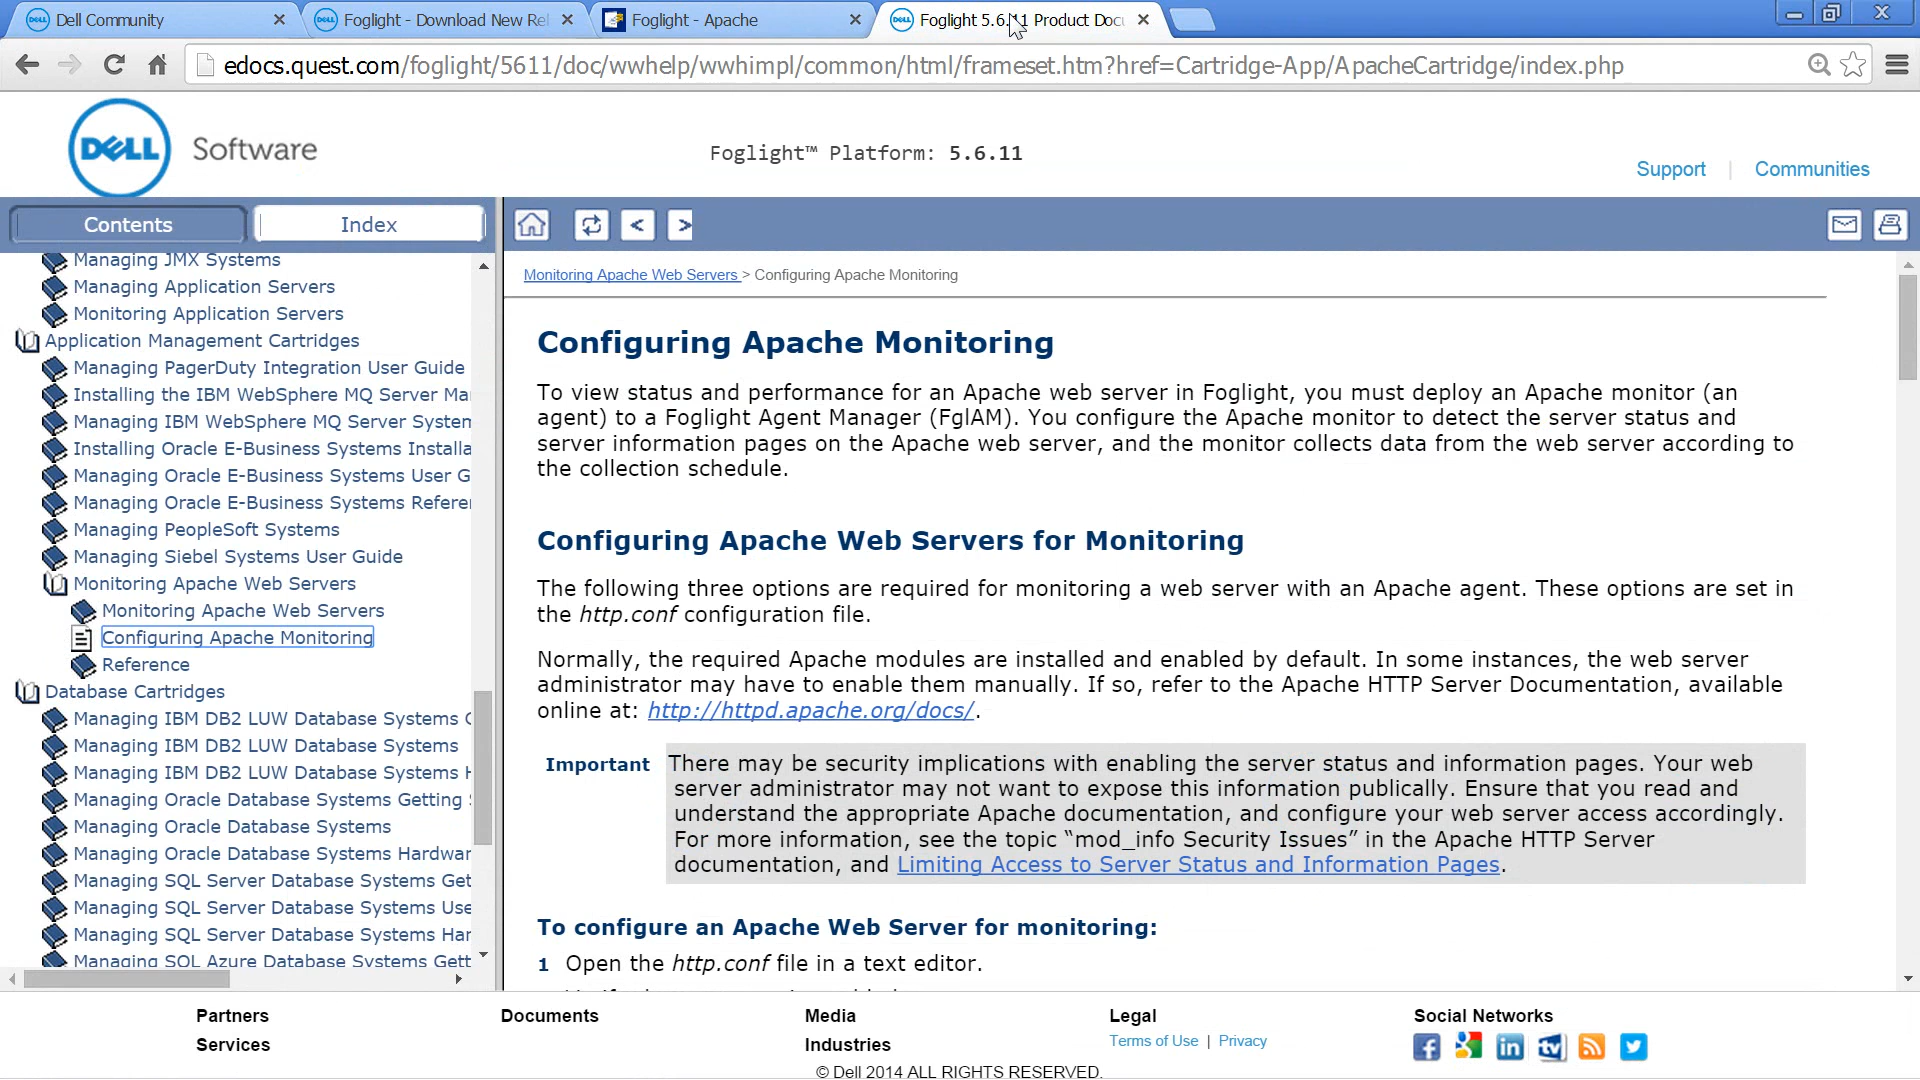 Dell Community
Foglight - Download New Rel
Foglight - Apache
Foglight 5.6.11 Product Docu
edocs.quest.com/foglight/5611/doc/wwhelp/wwhimpl/common/html/frameset.htm?href=Cartridge-App/ApacheCartridge/index.php
DELL Software
Foglight™ Platform: 5.6.11
Support | Communities
Contents
Index
Managing JMX Systems
Managing Application Servers
Monitoring Application Servers
Application Management Cartridges
Managing PagerDuty Integration User Guide
Installing the IBM WebSphere MQ Server Ma
Managing IBM WebSphere MQ Server System
Installing Oracle E-Business Systems Installa
Managing Oracle E-Business Systems User G
Managing Oracle E-Business Systems Refere
Managing PeopleSoft Systems
Managing Siebel Systems User Guide
Monitoring Apache Web Servers
Monitoring Apache Web Servers
Configuring Apache Monitoring
Reference
Database Cartridges
Managing IBM DB2 LUW Database Systems G
Managing IBM DB2 LUW Database Systems
Managing IBM DB2 LUW Database Systems H
Managing Oracle Database Systems Getting S
Managing Oracle Database Systems
Managing Oracle Database Systems Hardwar
Managing SQL Server Database Systems Get
Managing SQL Server Database Systems Use
Managing SQL Server Database Systems Har
Managing SQL Azure Database Systems Gett
Monitoring Apache Web Servers > Configuring Apache Monitoring
Configuring Apache Monitoring
To view status and performance for an Apache web server in Foglight, you must deploy an Apache monitor (an
agent) to a Foglight Agent Manager (FglAM). You configure the Apache monitor to detect the server status and
server information pages on the Apache web server, and the monitor collects data from the web server according to
the collection schedule.
Configuring Apache Web Servers for Monitoring
The following three options are required for monitoring a web server with an Apache agent. These options are set in
the http.conf configuration file.
Normally, the required Apache modules are installed and enabled by default. In some instances, the web server
administrator may have to enable them manually. If so, refer to the Apache HTTP Server Documentation, available
online at: http://httpd.apache.org/docs/.
Important There may be security implications with enabling the server status and information pages. Your web
server administrator may not want to expose this information publically. Ensure that you read and
understand the appropriate Apache documentation, and configure your web server access accordingly.
For more information, see the topic “mod_info Security Issues” in the Apache HTTP Server
documentation, and Limiting Access to Server Status and Information Pages.
To configure an Apache Web Server for monitoring:
1 Open the http.conf file in a text editor.
Partners
Services
Documents
Media
Industries
Legal
Terms of Use | Privacy
Social Networks
© Dell 2014 ALL RIGHTS RESERVED.